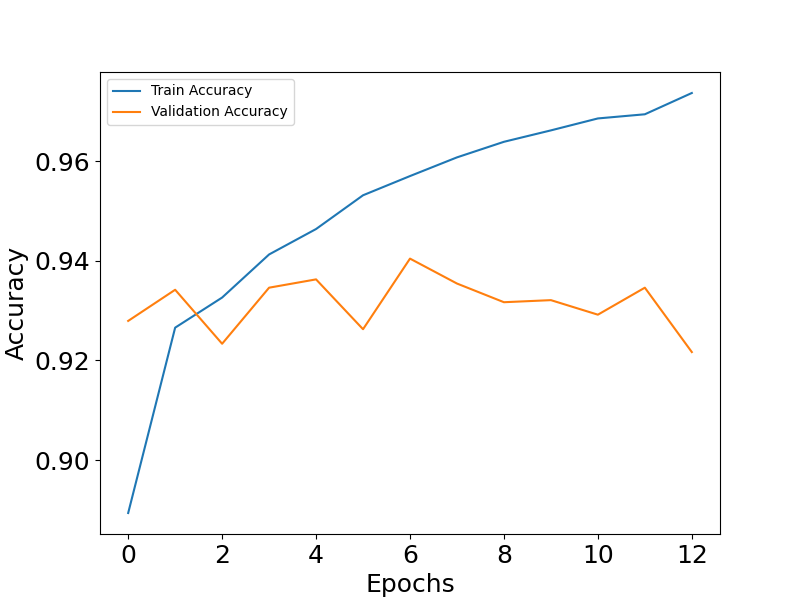 Train Accuracy
Validation Accuracy
0.96
0.94
0.92
0.90
Accuracy
0 2 4 6 8 10 12
Epochs